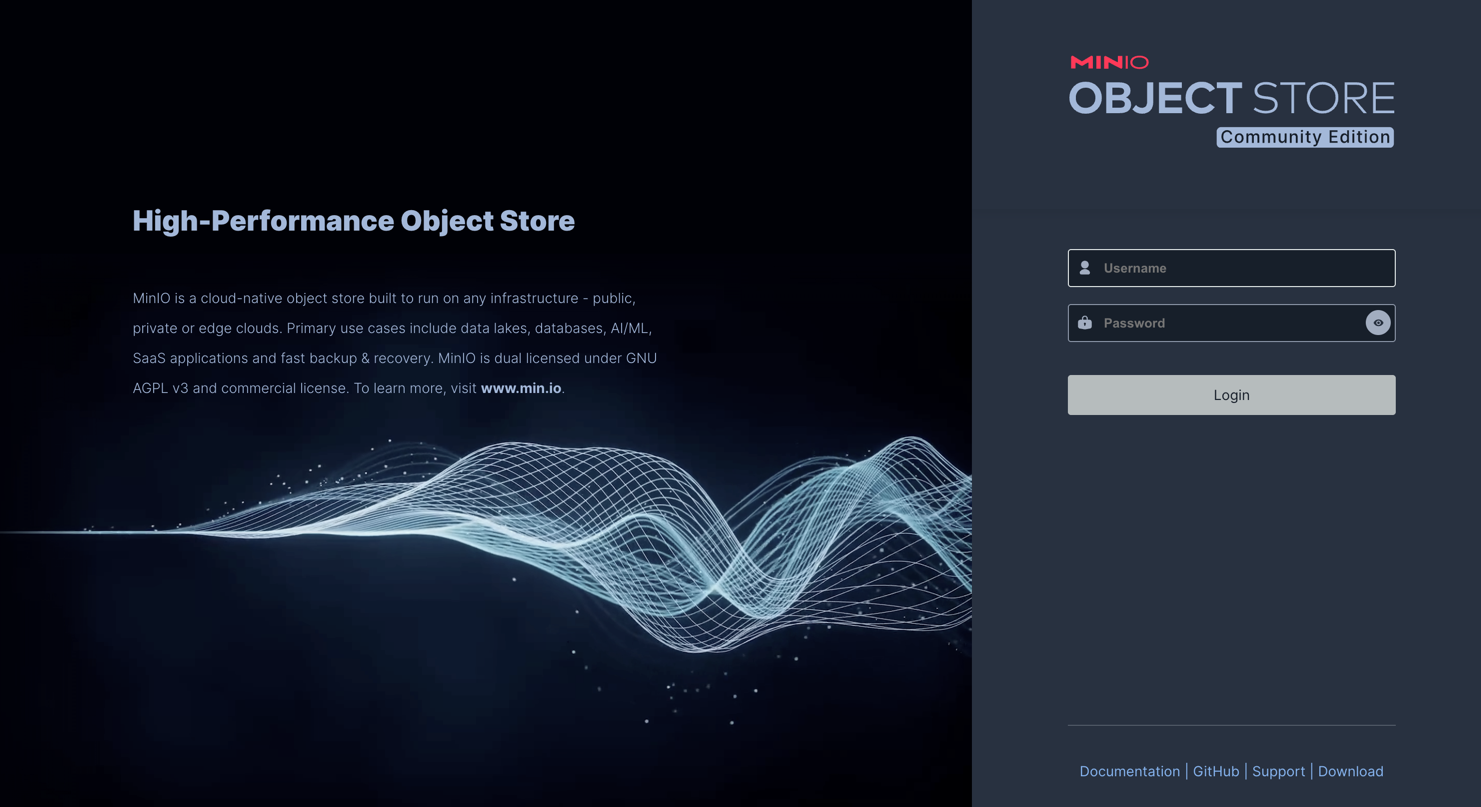 High-Performance Object Store
MinIO is a cloud-native object store built to run on any infrastructure - public,
private or edge clouds. Primary use cases include data lakes, databases, AI/ML,
SaaS applications and fast backup & recovery. MinIO is dual licensed under GNU
AGPL v3 and commercial license. To learn more, visit www.min.io.
MINIO
OBJECT STORE
Community Edition
Username
Password
Login
Documentation | GitHub | Support | Download